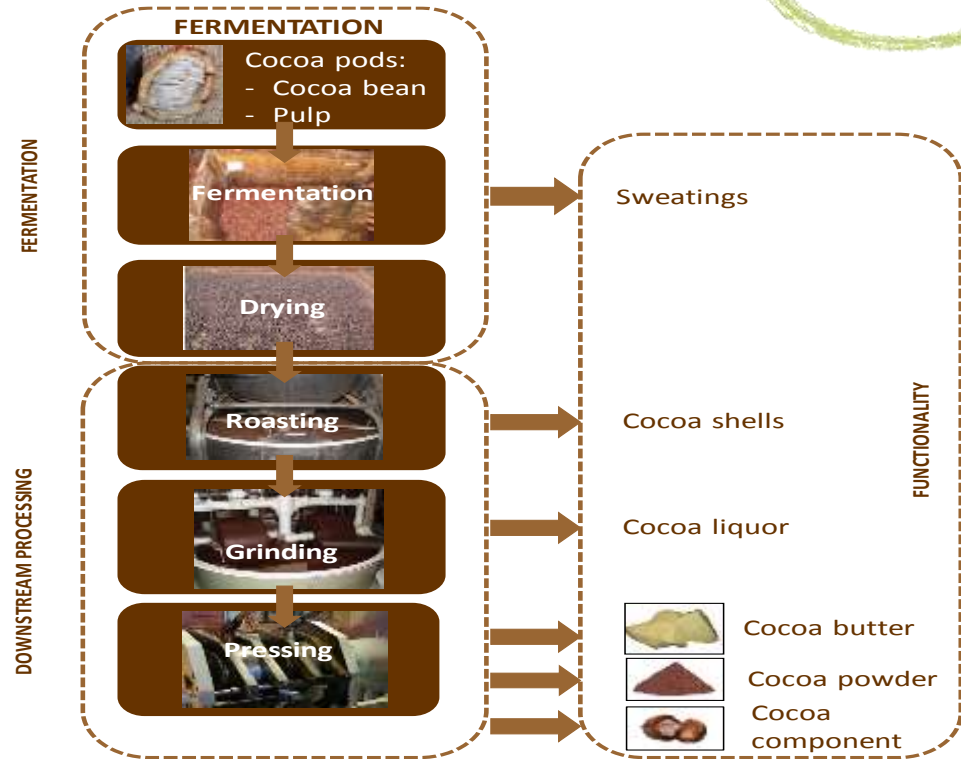 FERMENTATION
Cocoa pods:
- Cocoa bean
- Pulp
FERMENTATION
Fermentation
Sweatings
Drying
Roasting
Cocoa shells
FUNCTIONALITY
DOWNSTREAM PROCESSING
Grinding
Cocoa liquor
Pressing
Cocoa butter
Cocoa powder
Cocoa
component